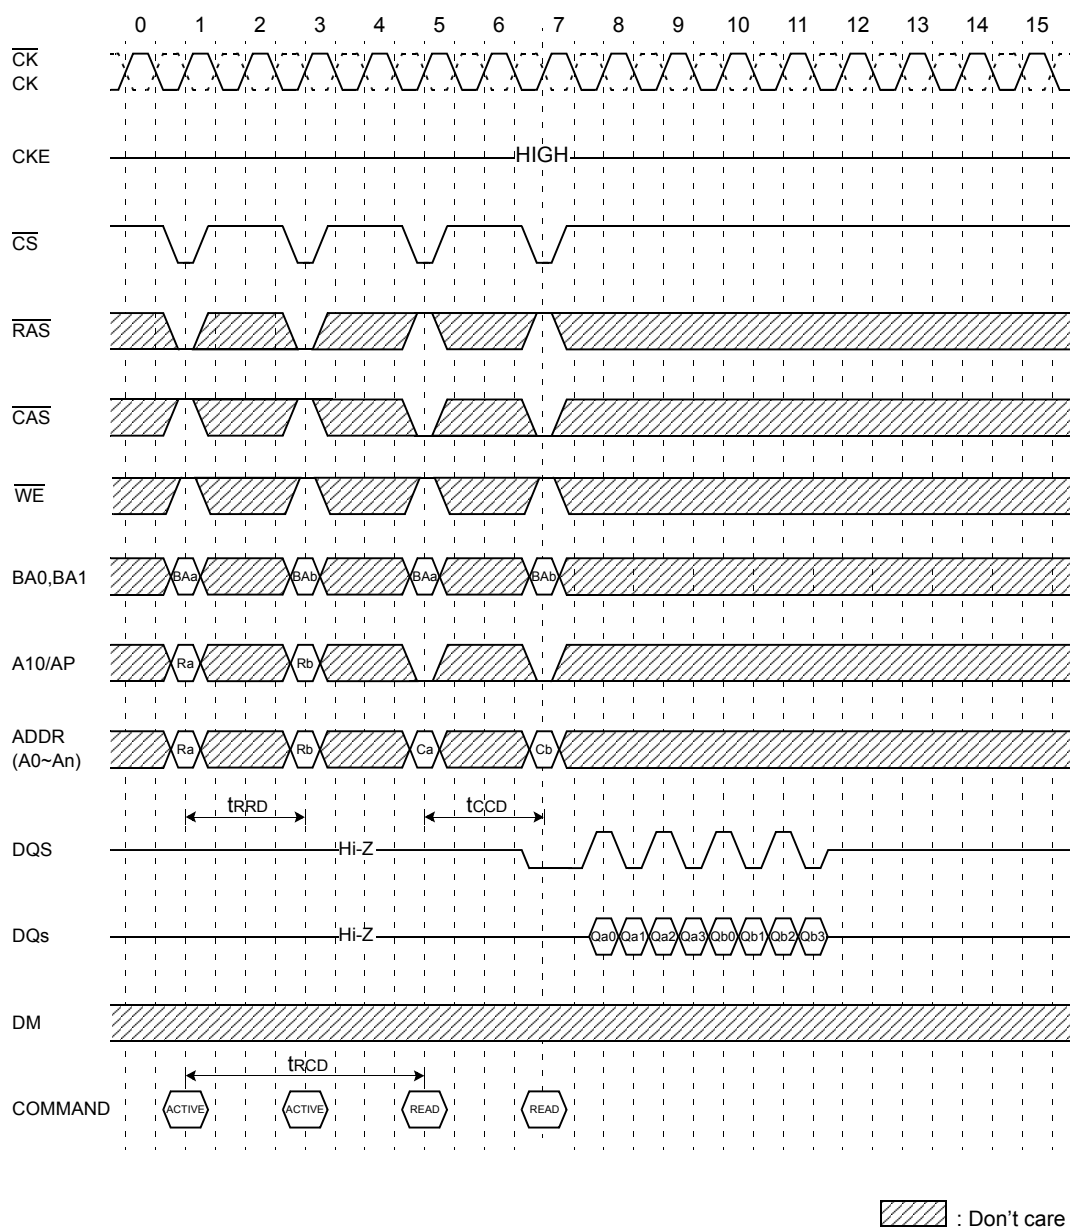 0 1 2 3 4 5 6 7 8 9 10 11 12 13 14 15
CK
CK
CKE
HIGH
CS
RAS
CAS
WE
BA0,BA1
BAa BAb BAa BAb
A10/AP
Ra Rb
ADDR
(A0~An)
Ra Rb Ca Cb
tRRD tCCD
DQS
Hi-Z
DQs
Hi-Z
Qa0 Qa1 Qa2 Qa3 Qb0 Qb1 Qb2 Qb3
DM
tRCD
COMMAND
ACTIVE ACTIVE READ READ
: Don't care